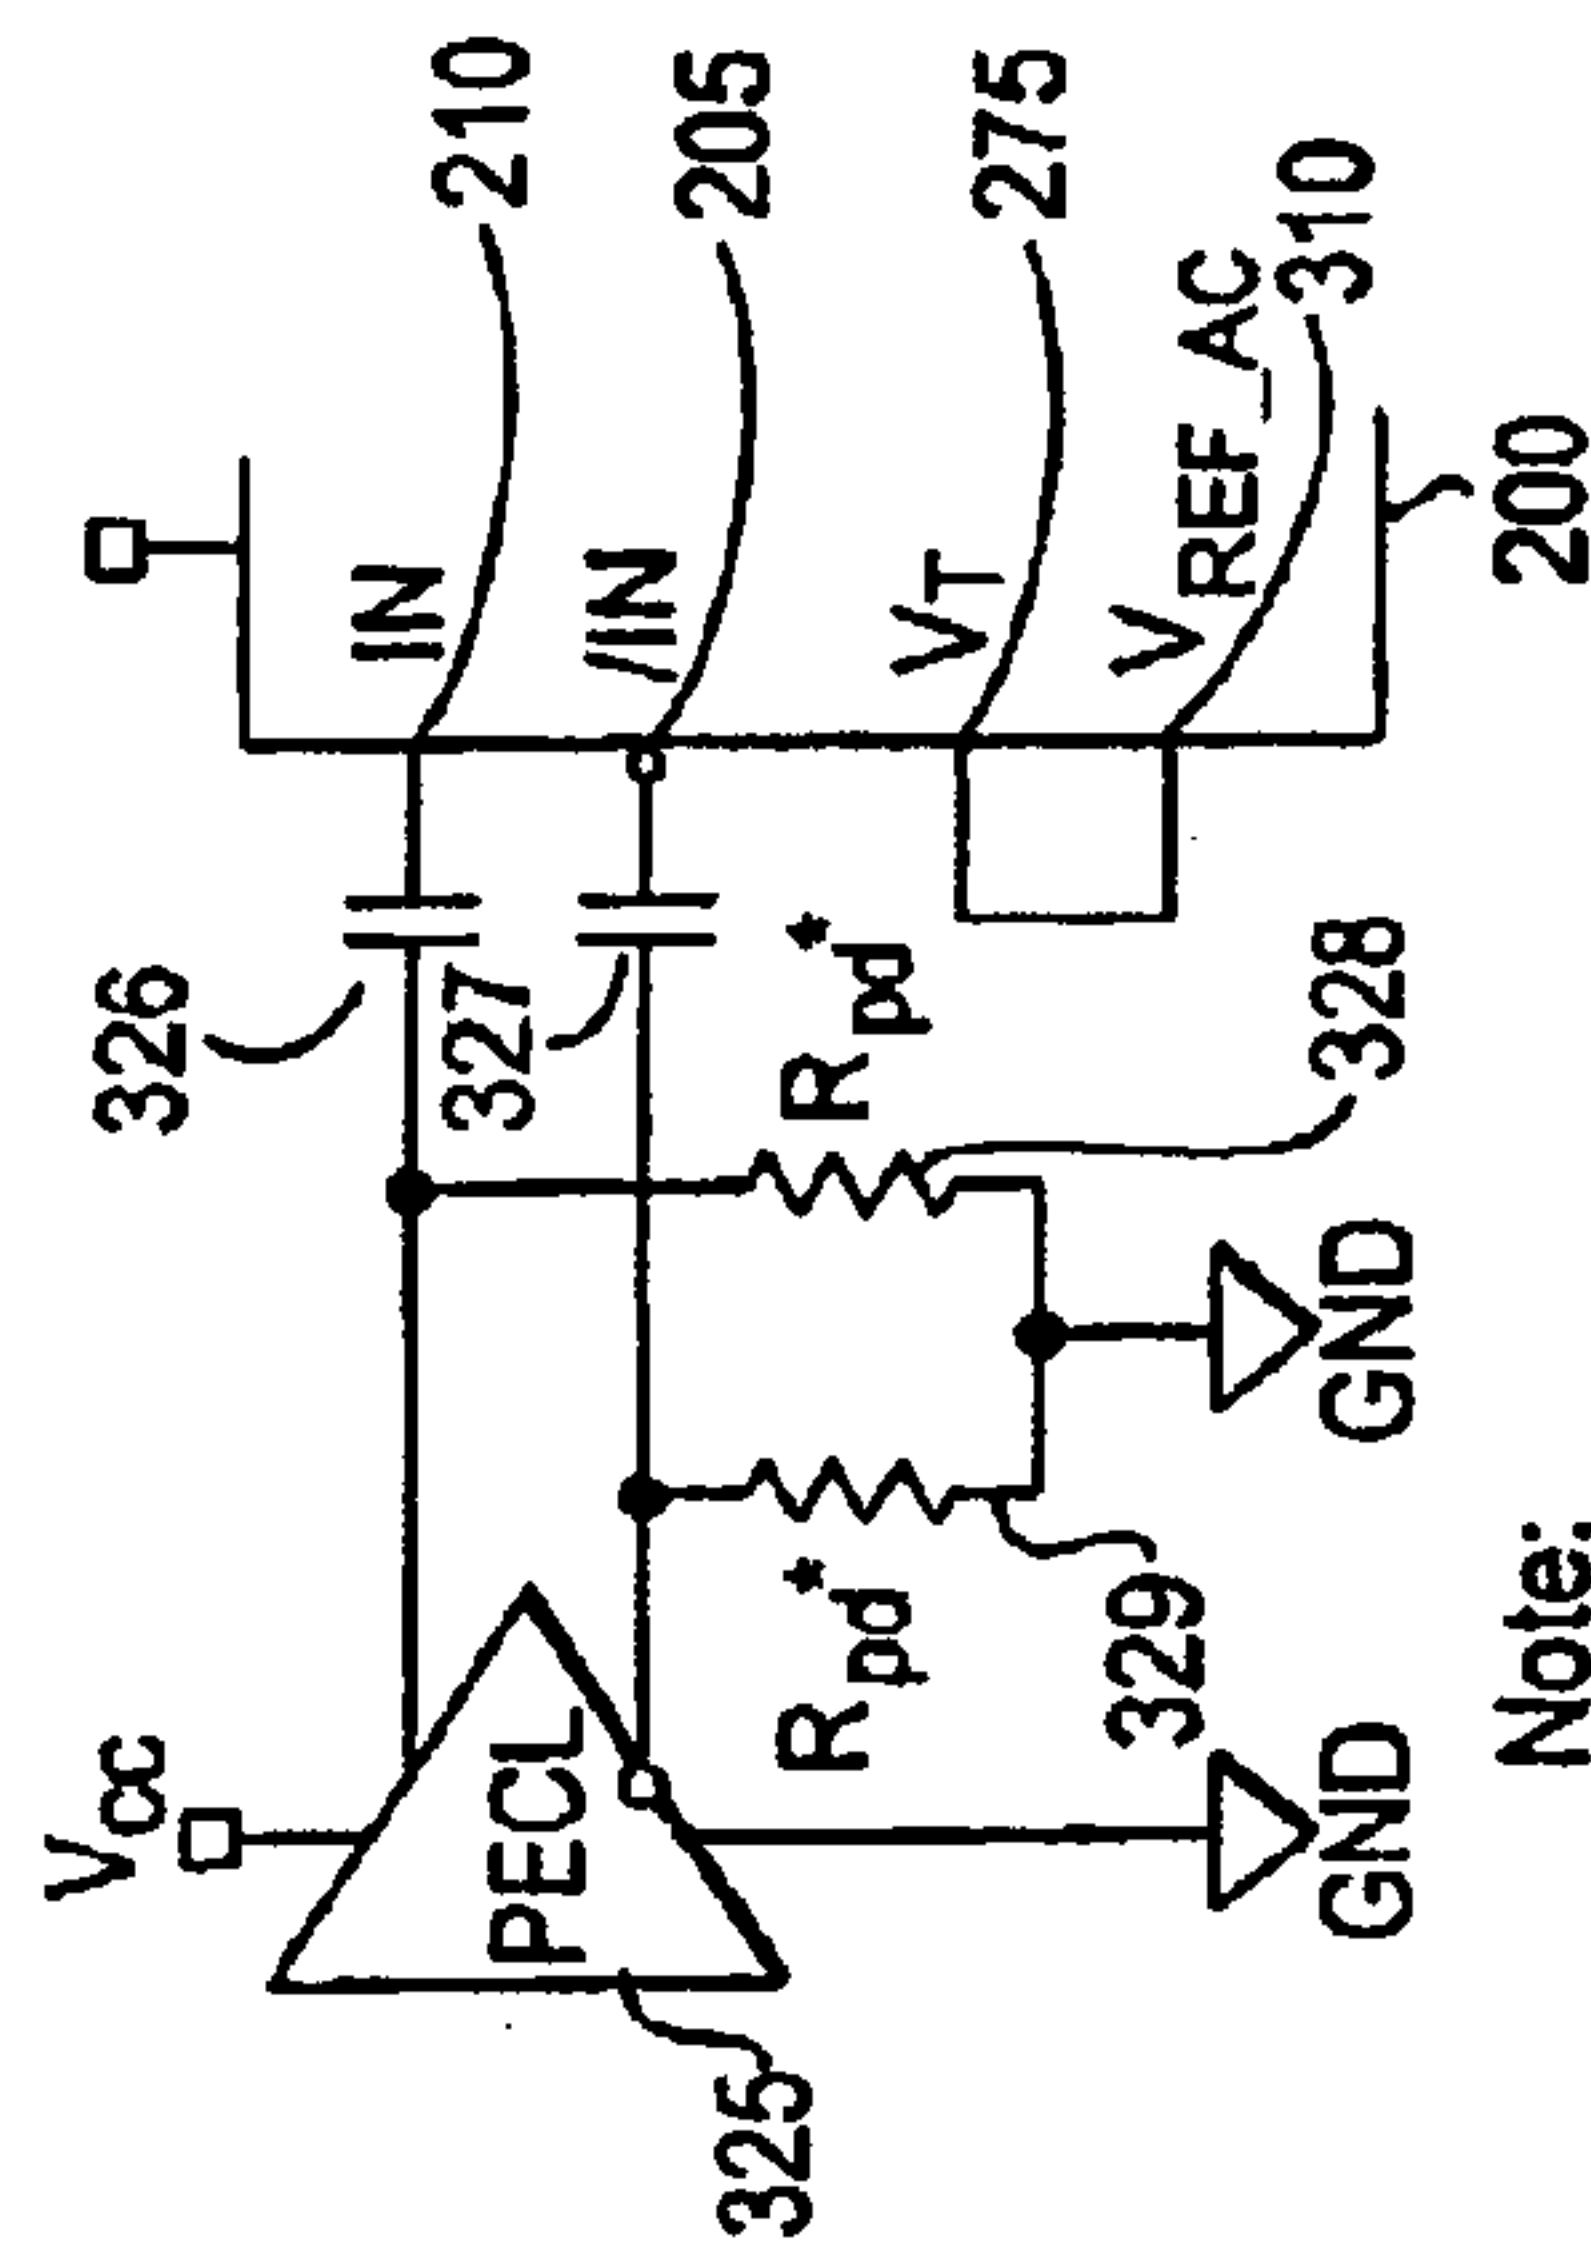 VCC
PECL
325
326
327
Rpd*
Rpd*
329
328
GND
GND
IN
/IN
VT
VREF_AC
210
205
275
310
200
Note: